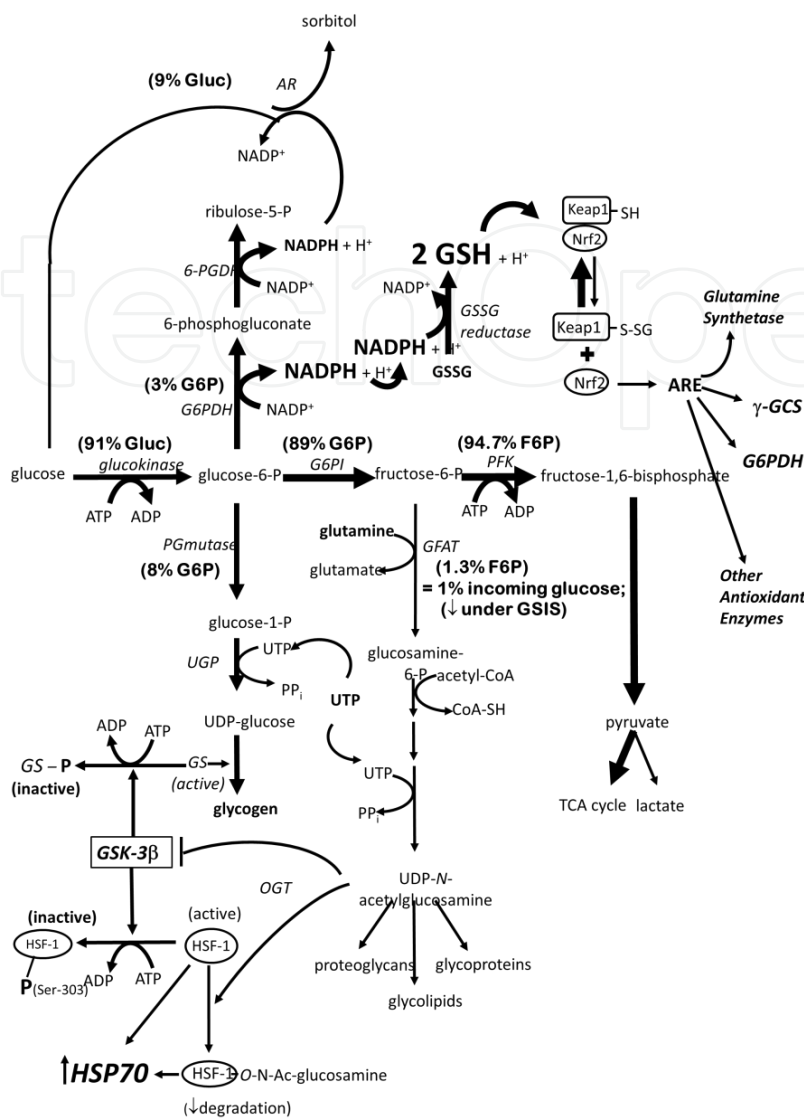 sorbitol
(9% Gluc)
AR
NADP⁺
ribulose-5-P
NADPH + H⁺
6-PGDH
NADP⁺
6-phosphogluconate
NADPH + H⁺
(3% G6P)
G6PDH
NADP⁺
2 GSH + H⁺
NADP⁺
GSSG
reductase
NADPH + H⁺
GSSG
Keap1
SH
Nrf2
Keap1
S-SG
+
Nrf2
ARE
Glutamine
Synthetase
γ-GCS
G6PDH
Other
Antioxidant
Enzymes
techOpe
(91% Gluc)
glucose
glucokinase
ATP
ADP
glucose-6-P
(89% G6P)
G6PI
fructose-6-P
(94.7% F6P)
PFK
ATP
ADP
fructose-1,6-bisphosphate
PGmutase
(8% G6P)
glucose-1-P
UGP
UTP
PPi
UTP
UDP-glucose
glutamine
glutamate
GFAT
(1.3% F6P)
= 1% incoming glucose;
(↓ under GSIS)
glucosamine-
6-P
acetyl-CoA
CoA-SH
UTP
PPi
pyruvate
TCA cycle
lactate
ADP
ATP
GS – P
(inactive)
GS
(active)
glycogen
GSK-3β
OGT
UDP-N-
acetylglucosamine
proteoglycans
glycoproteins
glycolipids
(inactive)
(active)
HSF-1
HSF-1
P(Ser-303)
ADP
ATP
↑HSP70
HSF-1
O-N-Ac-glucosamine
(↓degradation)